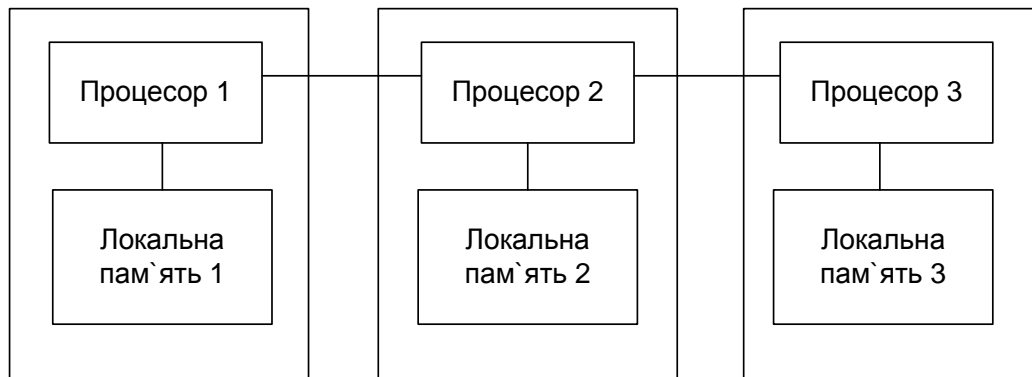 Процесор 1
Процесор 2
Процесор 3
Локальна
пам`ять 1
Локальна
пам`ять 2
Локальна
пам`ять 3